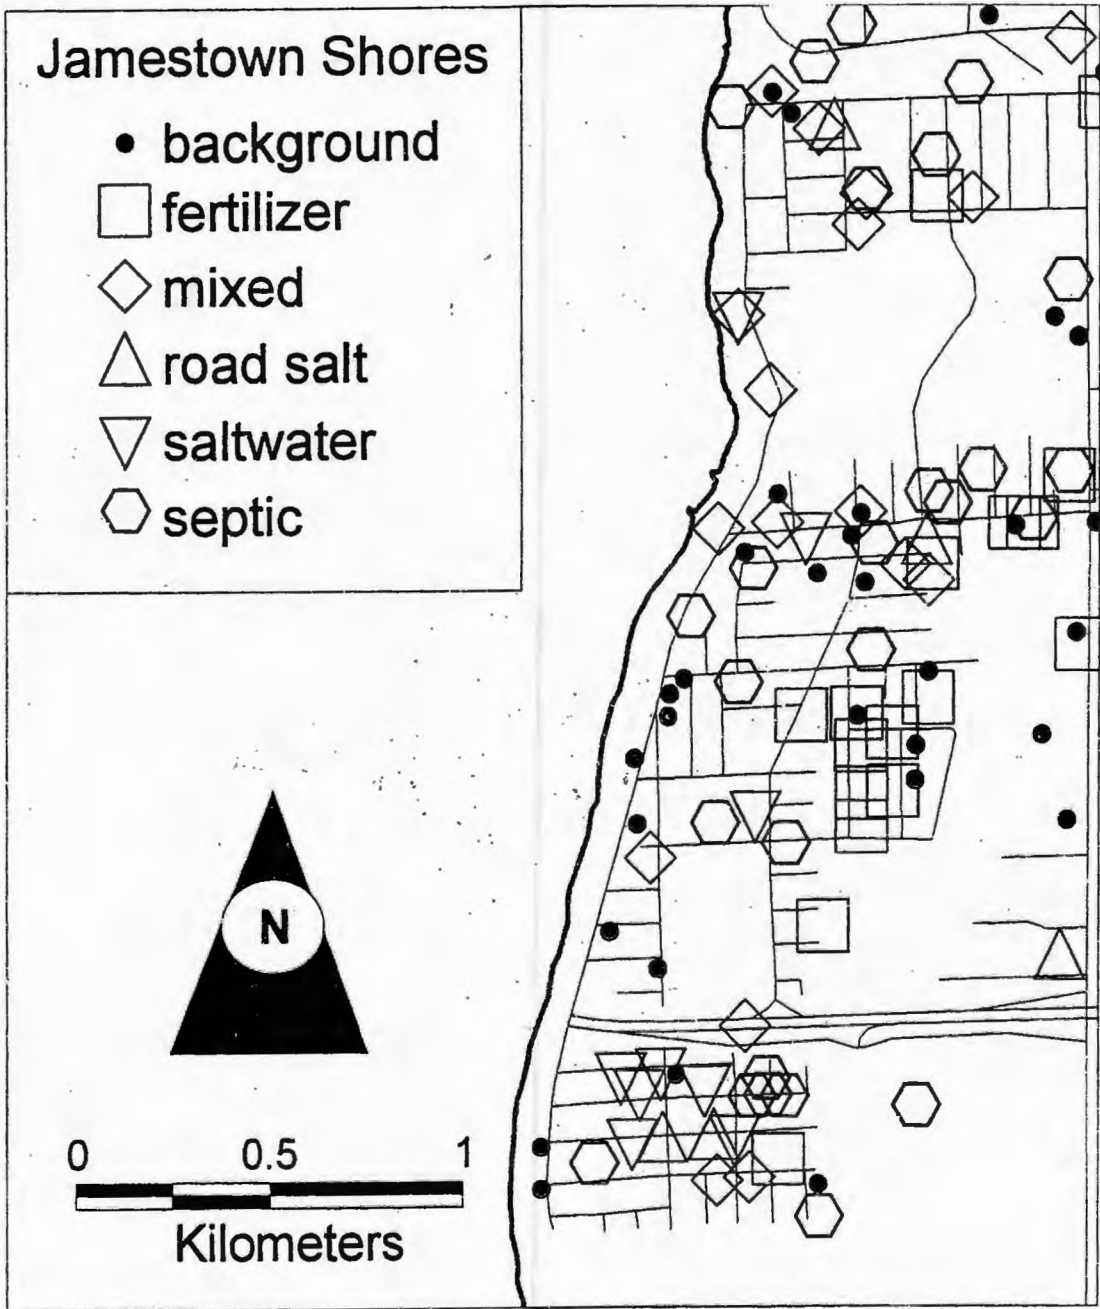 Jamestown Shores
background
fertilizer
mixed
road salt
saltwater
septic
N
0 0.5 1
Kilometers